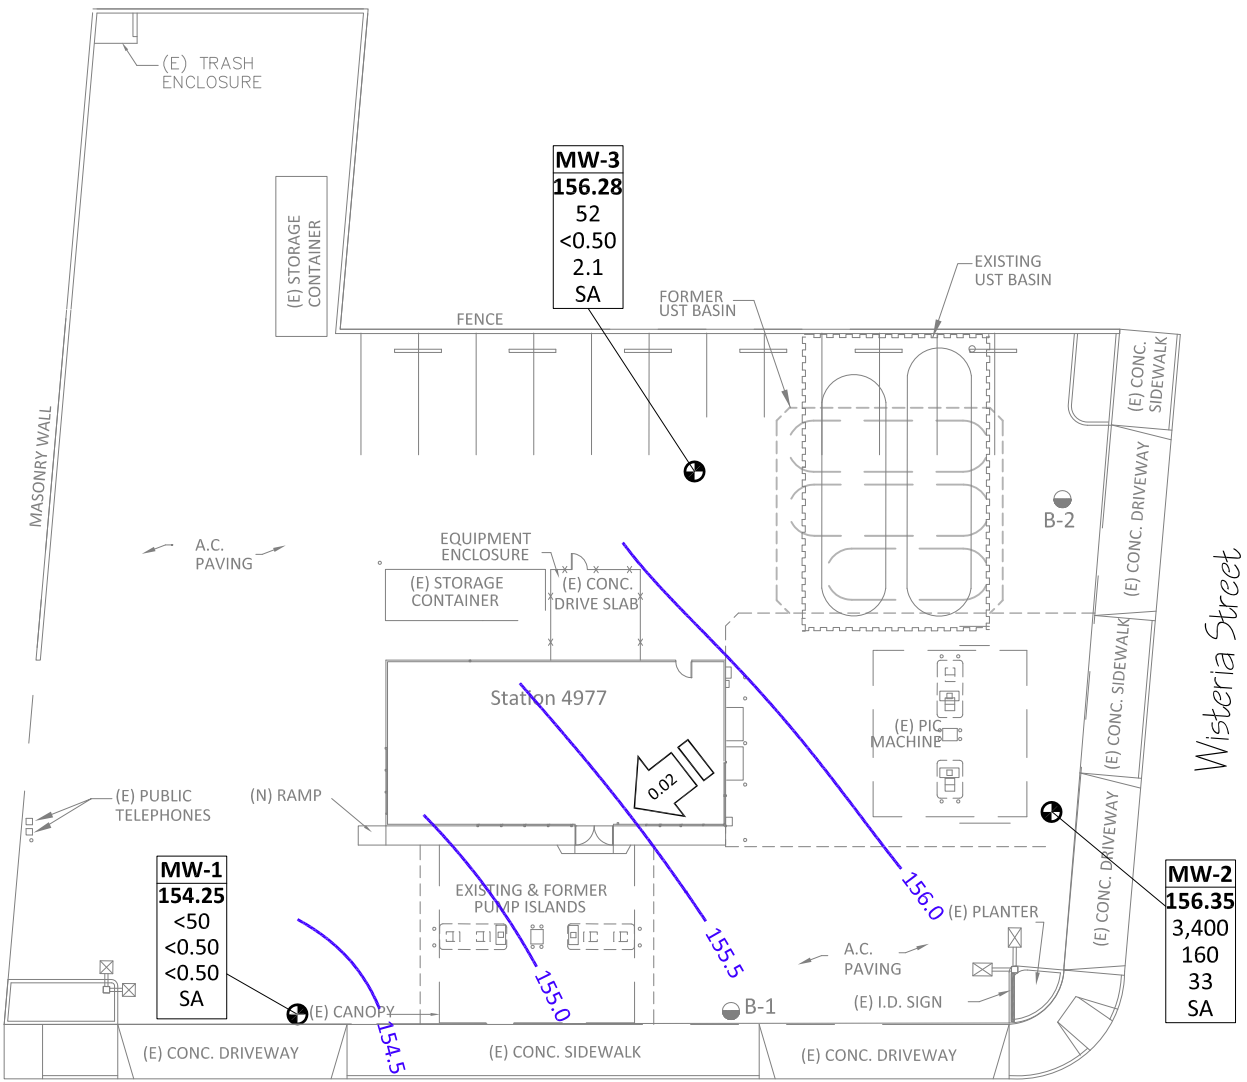 (E) TRASH
ENCLOSURE
MW-3
156.28
52
<0.50
2.1
SA
(E) STORAGE
CONTAINER
EXISTING
UST BASIN
FORMER
UST BASIN
FENCE
(E) CONC.
SIDEWALK
MASONRY WALL
(E) CONC. DRIVEWAY
B-2
A.C.
PAVING
EQUIPMENT
ENCLOSURE
(E) STORAGE
CONTAINER
(E) CONC.
DRIVE SLAB
Wisteria Street
(E) CONC. SIDEWALK
Station 4977
(E) PIC
MACHINE
0.02
(E) PUBLIC
TELEPHONES
(N) RAMP
(E) CONC. DRIVEWAY
MW-1
154.25
<50
<0.50
<0.50
SA
EXISTING & FORMER
PUMP ISLANDS
156.0
MW-2
156.35
3,400
160
33
SA
(E) PLANTER
155.5
A.C.
PAVING
155.0
(E) I.D. SIGN
B-1
(E) CANOPY
154.5
(E) CONC. DRIVEWAY
(E) CONC. SIDEWALK
(E) CONC. DRIVEWAY